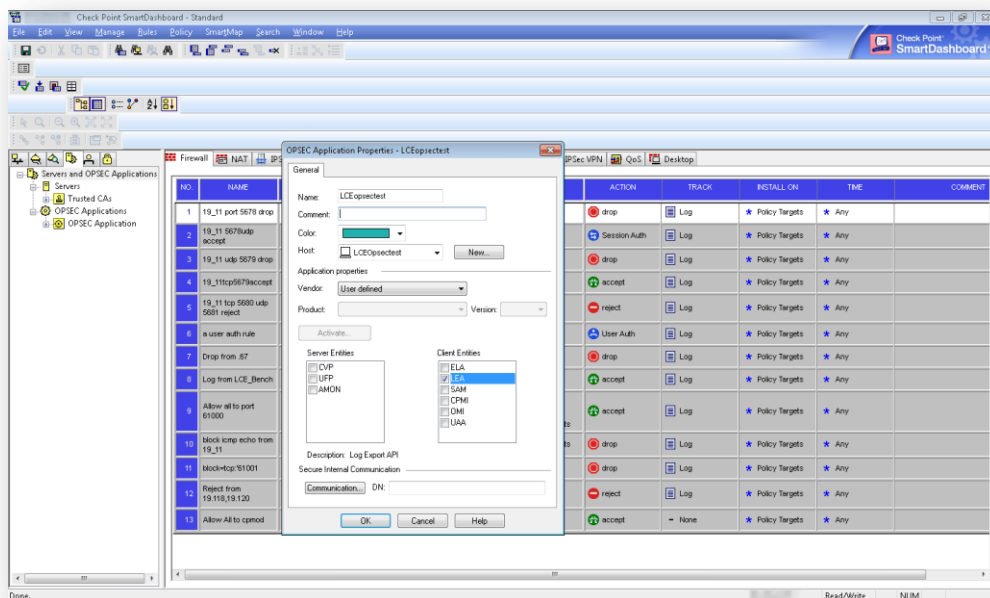 Check Point SmartDashboard - Standard
File Edit View Manage Rules Policy SmartMap Search Window Help
Check Point
SmartDashboard
Firewall NAT IPS IPSec VPN QoS Desktop
Servers and OPSEC Applications
Servers
Trusted CAs
OPSEC Applications
OPSEC Application
NO. NAME ACTION TRACK INSTALL ON TIME COMMENT
1 19_11 port 5678 drop drop Log Policy Targets Any
2 19_11 5678udp accept Session Auth Log Policy Targets Any
3 19_11 udp 5679 drop drop Log Policy Targets Any
4 19_11tcp5679accept accept Log Policy Targets Any
5 19_11 tcp 5680 udp 5681 reject reject Log Policy Targets Any
6 a user auth rule User Auth Log Policy Targets Any
7 Drop from .67 drop Log Policy Targets Any
8 Log from LCE_Bench accept Log Policy Targets Any
9 Allow all to port 61000 accept Log Policy Targets Any
10 block icmp echo from 19_11 drop Log Policy Targets Any
11 block=tcp:*61001 drop Log Policy Targets Any
12 Reject from 19.118,19.120 reject Log Policy Targets Any
13 Allow All to cpmod accept None Policy Targets Any
OPSEC Application Properties - LCEopsectest
General
Name: LCEopsectest
Comment:
Color:
Host: LCEOpsectest New...
Application properties
Vendor: User defined
Product: Version:
Activate...
Server Entities Client Entities
CVP ELA
UFP LEA
AMON SAM
CPMI
OMI
UAA
Description: Log Export API
Secure Internal Communication
Communication... DN:
OK Cancel Help
Done. Read/Write NUM